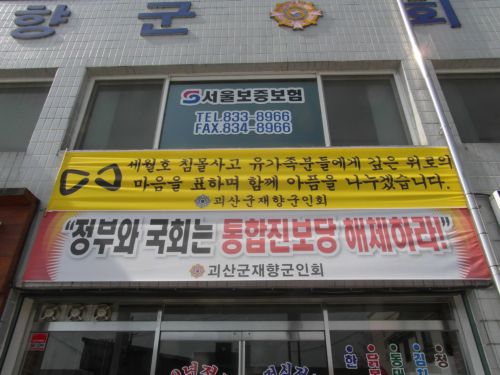 향 군 회
서울보증보험
TEL.833-8966
FAX.834-8966
세월호 침몰사고 유가족분들에게 깊은 위로의
마음을 표하며 함께 아픔을 나누겠습니다.
괴산군재향군인회
"정부와 국회는 통합진보당 해체하라!"
괴산군재향군인회